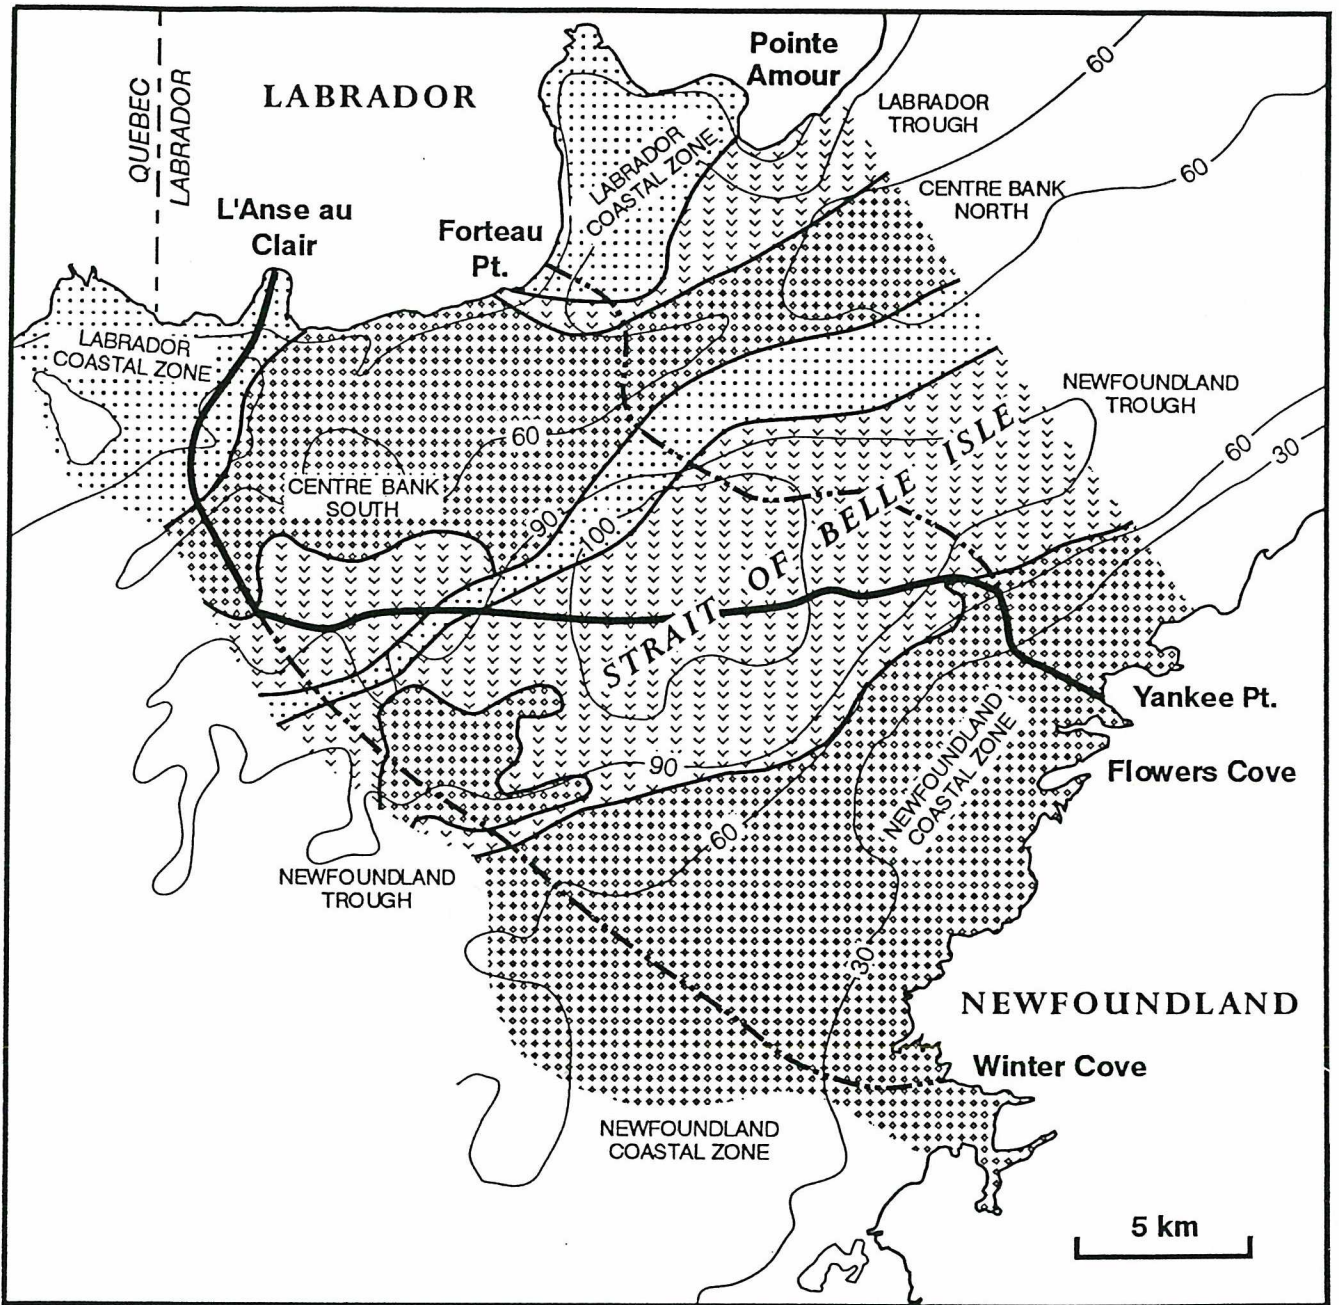 Pointe
Amour
60
QUEBEC
LABRADOR
LABRADOR
LABRADOR
TROUGH
60
LABRADOR
COASTAL ZONE
CENTRE BANK
NORTH
L'Anse au
Clair
Forteau
Pt.
LABRADOR
COASTAL ZONE
NEWFOUNDLAND
TROUGH
60
60
30
CENTRE BANK
SOUTH
90
100
STRAIT OF BELLE ISLE
Yankee Pt.
NEWFOUNDLAND
COASTAL ZONE
90
Flowers Cove
60
NEWFOUNDLAND
TROUGH
30
NEWFOUNDLAND
Winter Cove
NEWFOUNDLAND
COASTAL ZONE
5 km